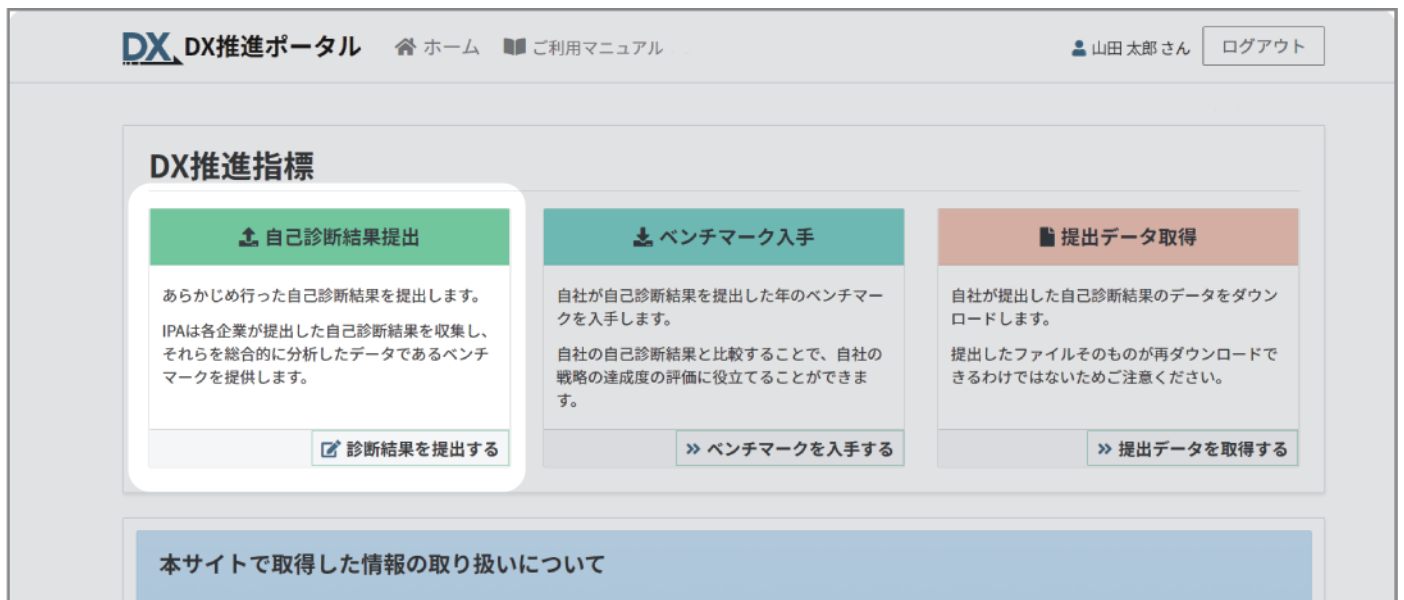 DX DX推進ポータル ホーム ご利用マニュアル 山田 太郎 さん ログアウト
DX推進指標
自己診断結果提出
あらかじめ行った自己診断結果を提出します。
IPAは各企業が提出した自己診断結果を収集し、
それらを総合的に分析したデータであるベンチ
マークを提供します。
診断結果を提出する
ベンチマーク入手
自社が自己診断結果を提出した年のベンチマー
クを入手します。
自社の自己診断結果と比較することで、自社の
戦略の達成度の評価に役立てることができま
す。
ベンチマークを入手する
提出データ取得
自社が提出した自己診断結果のデータをダウン
ロードします。
提出したファイルそのものが再ダウンロードで
きるわけではないためご注意ください。
提出データを取得する
本サイトで取得した情報の取り扱いについて